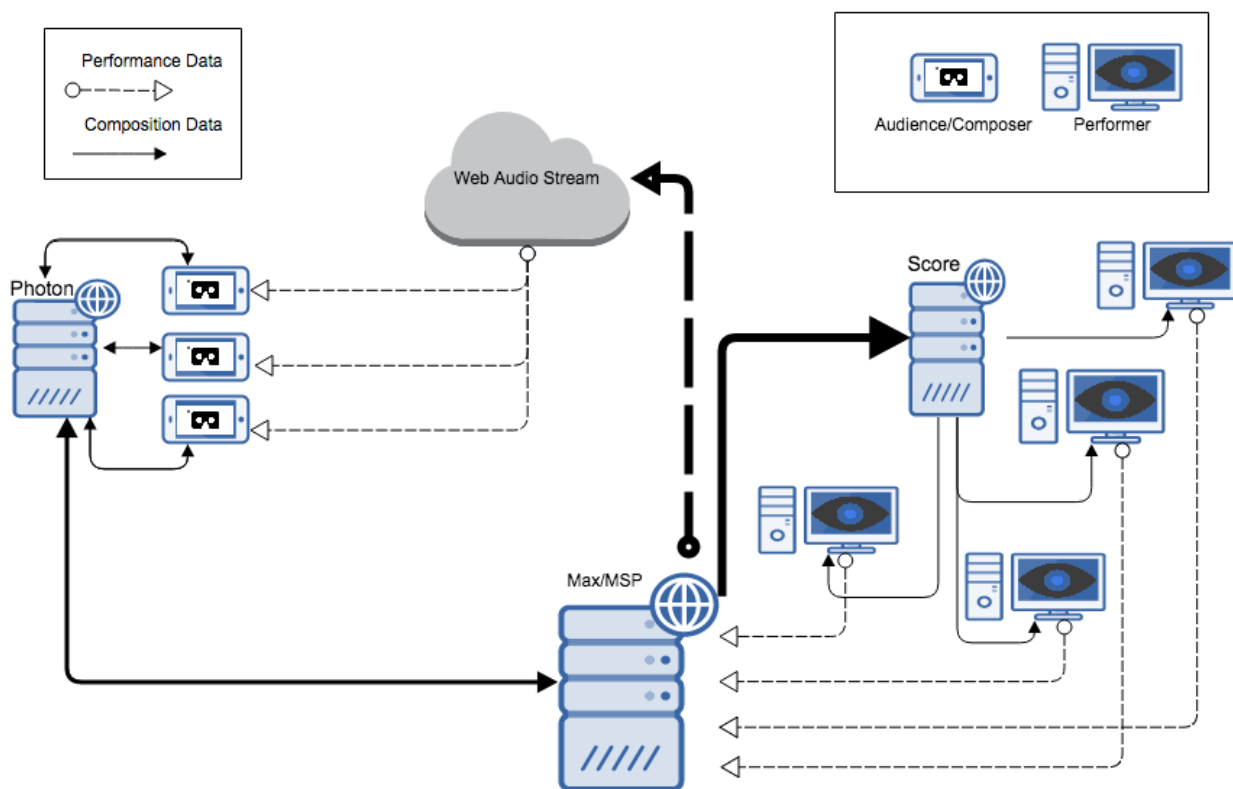 Performance Data
Composition Data
Audience/Composer
Performer
Web Audio Stream
Score
Photon
Max/MSP